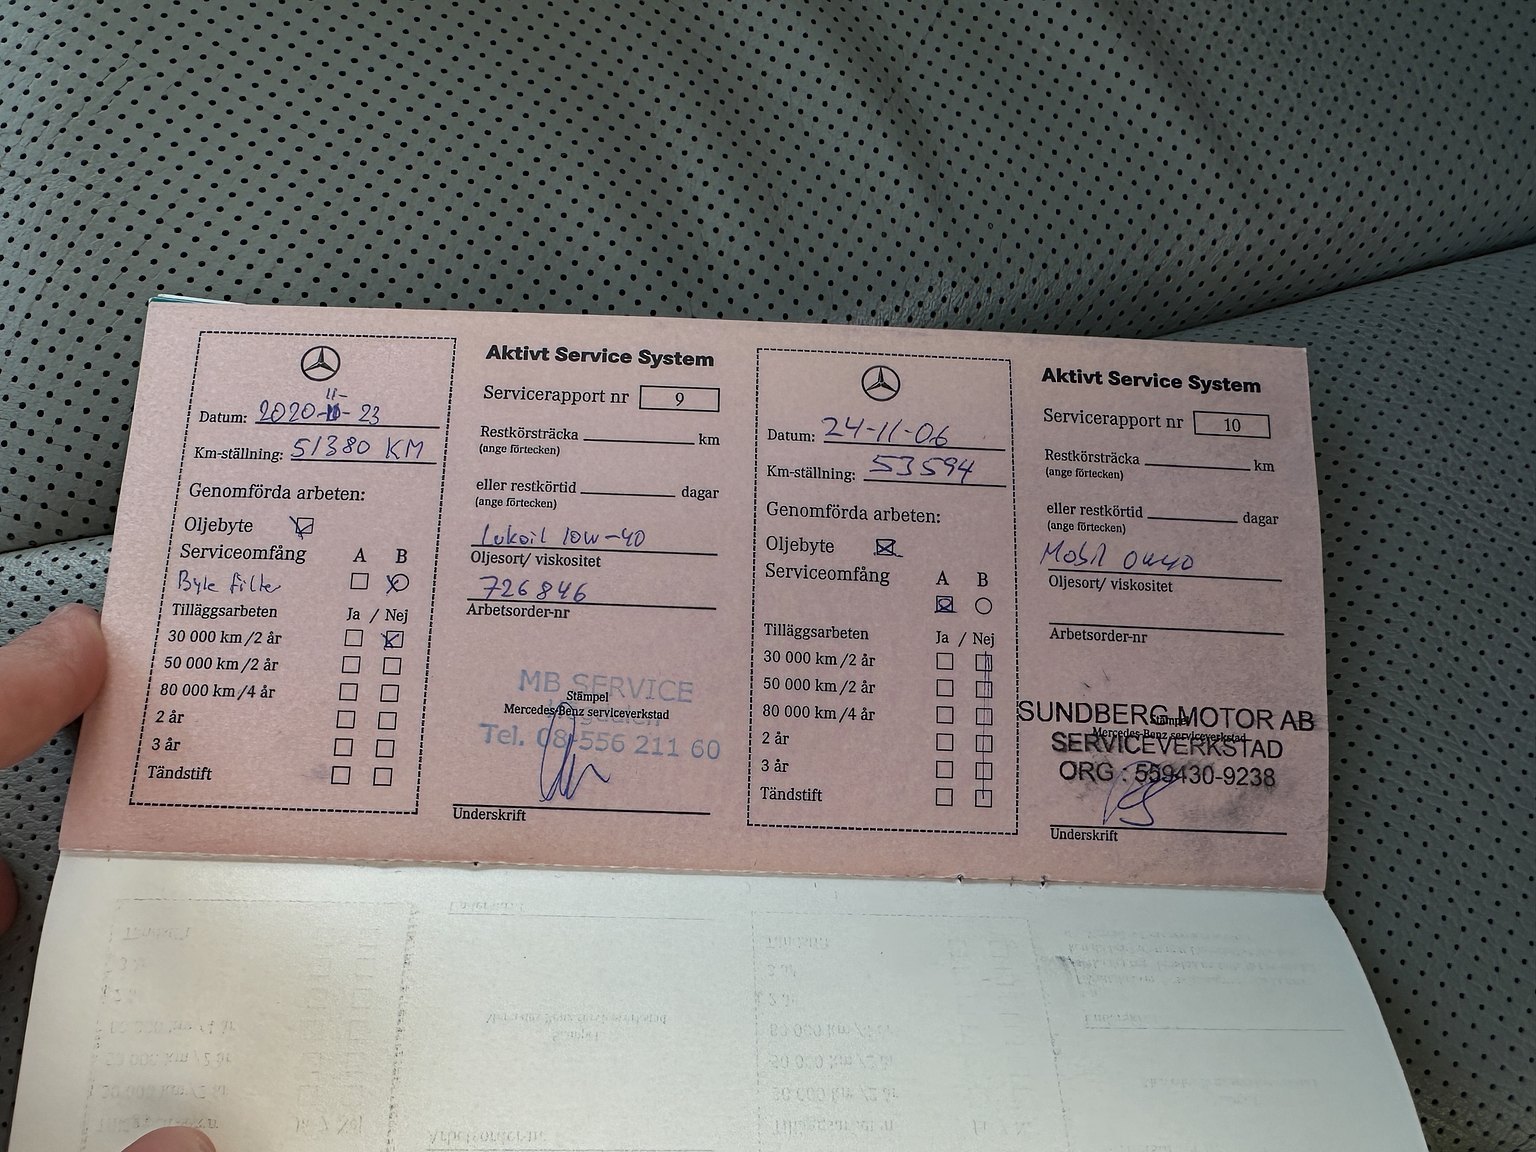 Datum: 2020-11-23
Km-ställning: 51380 KM
Genomförda arbeten:
Oljebyte
Serviceomfång A B
Byte filter
Tilläggsarbeten Ja / Nej
30 000 km/2 år
50 000 km/2 år
80 000 km/4 år
2 år
3 år
Tändstift
Aktivt Service System
Servicerapport nr 9
Restkörsträcka km
(ange förtecken)
eller restkörtid dagar
(ange förtecken)
Lukoil 10w-40
Oljesort/ viskositet
726846
Arbetsorder-nr
MB SERVICE
Stämpel
Mercedes-Benz serviceverkstad
Tel. 08-556 211 60
Underskrift
Datum: 24-11-06
Km-ställning: 53594
Genomförda arbeten:
Oljebyte
Serviceomfång A B
Tilläggsarbeten Ja / Nej
30 000 km/2 år
50 000 km/2 år
80 000 km/4 år
2 år
3 år
Tändstift
Aktivt Service System
Servicerapport nr 10
Restkörsträcka km
(ange förtecken)
eller restkörtid dagar
(ange förtecken)
Mobil 0w40
Oljesort/ viskositet
Arbetsorder-nr
SUNDBERG MOTOR AB
Stämpel
Mercedes-Benz serviceverkstad
SERVICEVERKSTAD
ORG : 559430-9238
Underskrift